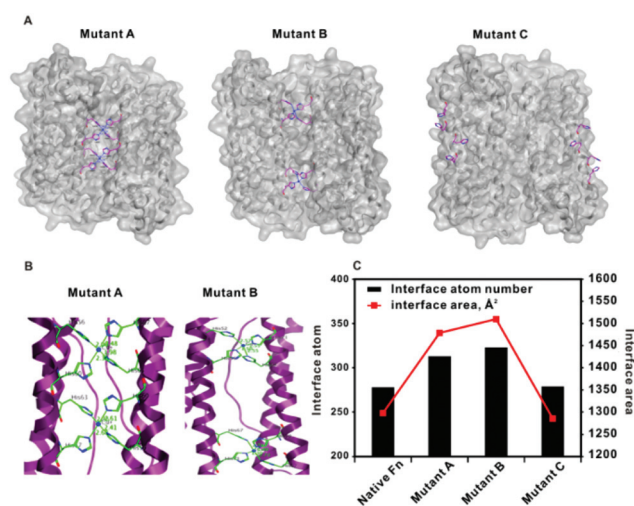 A
Mutant A
Mutant B
Mutant C
B
Mutant A
Mutant B
C
400
350
300
250
200
Interface atom
Interface atom number
interface area, Å²
1600
1550
1500
1450
1400
1350
1300
1250
1200
Interface area
Native Fn
Mutant A
Mutant B
Mutant C